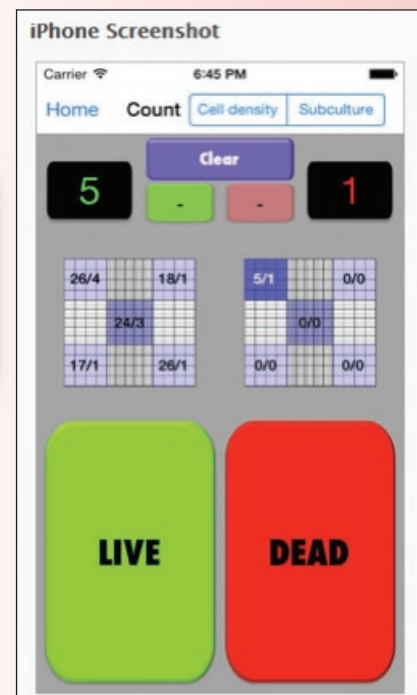 iPhone Screenshot
Carrier 6:45 PM
Home Count Cell density Subculture
Clear
5 - - 1
26/4 18/1 5/1 0/0
24/3 0/0
17/1 26/1 0/0 0/0
LIVE DEAD